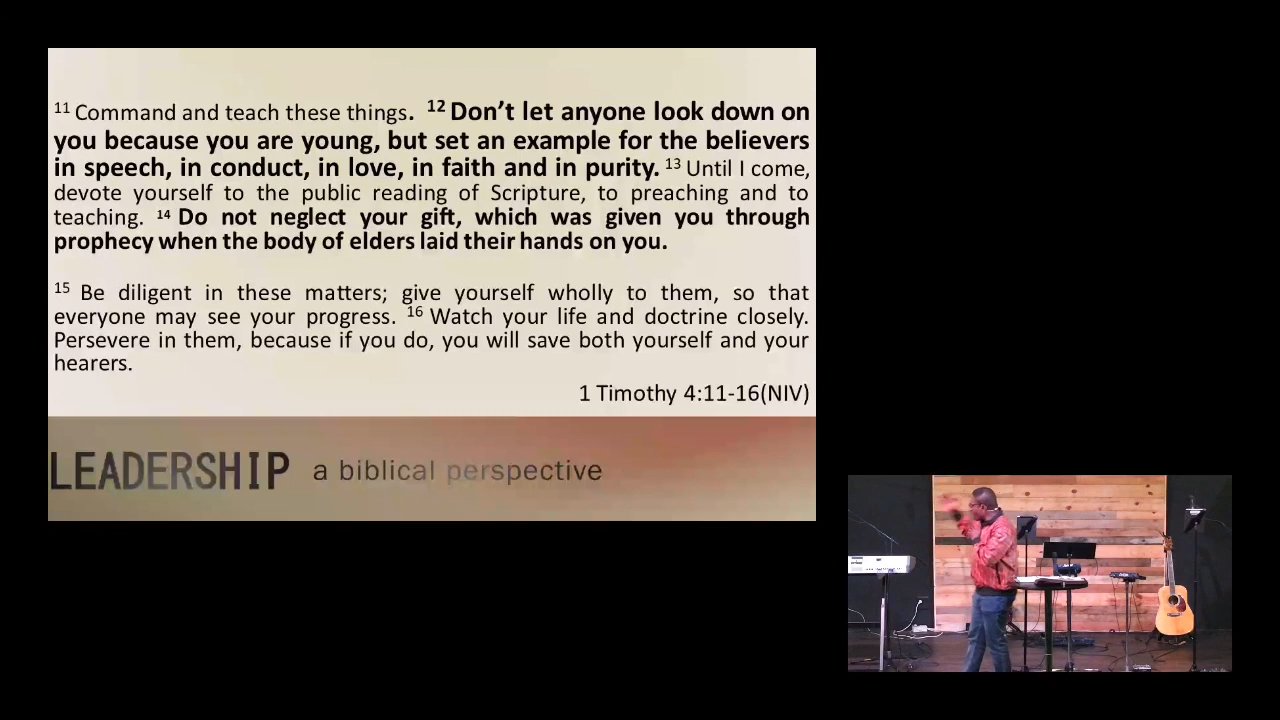 11 Command and teach these things. 12 Don’t let anyone look down on
you because you are young, but set an example for the believers
in speech, in conduct, in love, in faith and in purity. 13 Until I come,
devote yourself to the public reading of Scripture, to preaching and to
teaching. 14 Do not neglect your gift, which was given you through
prophecy when the body of elders laid their hands on you.
15 Be diligent in these matters; give yourself wholly to them, so that
everyone may see your progress. 16 Watch your life and doctrine closely.
Persevere in them, because if you do, you will save both yourself and your
hearers.
1 Timothy 4:11-16(NIV)
LEADERSHIP a biblical perspective